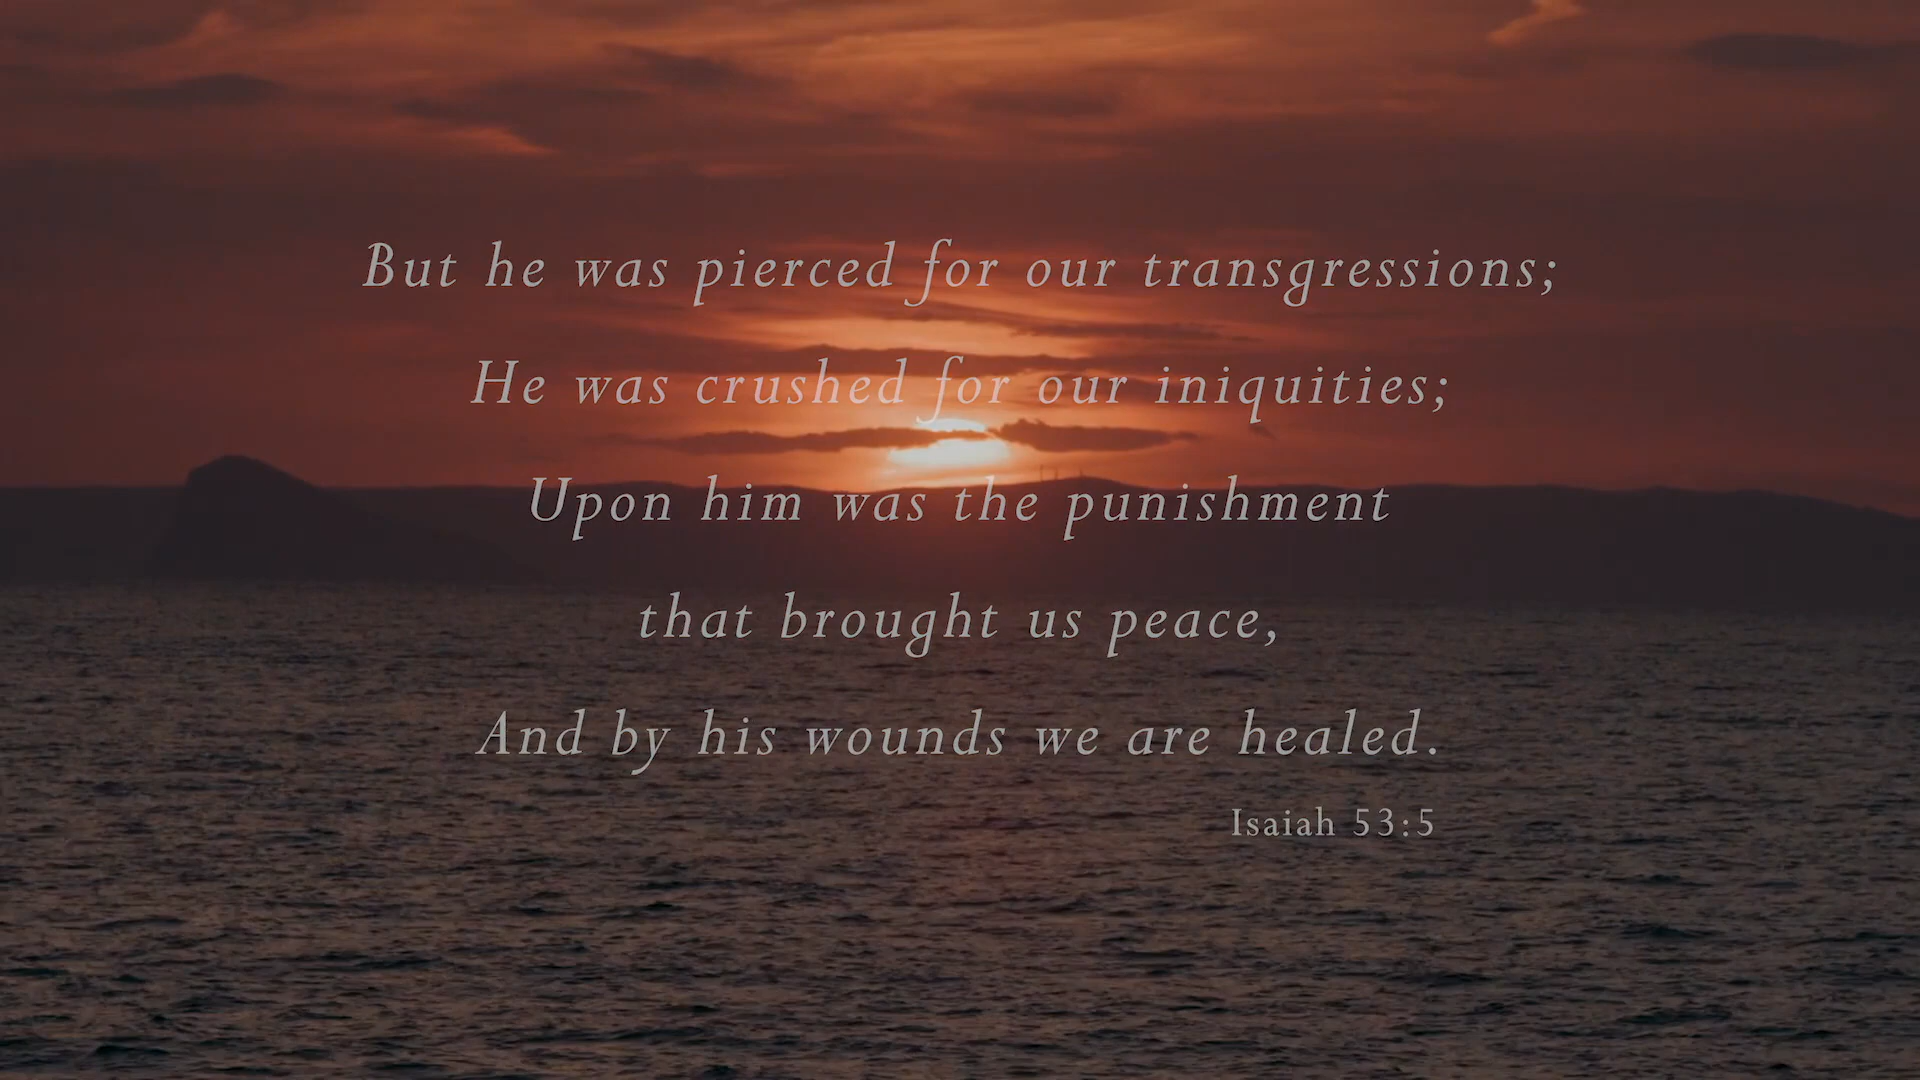 But he was pierced for our transgressions;
He was crushed for our iniquities;
Upon him was the punishment
that brought us peace,
And by his wounds we are healed.
Isaiah 53:5